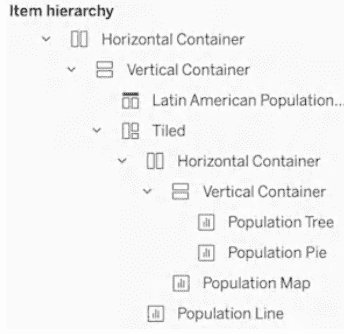 Item hierarchy
Horizontal Container
Vertical Container
Latin American Population...
Tiled
Horizontal Container
Vertical Container
Population Tree
Population Pie
Population Map
Population Line